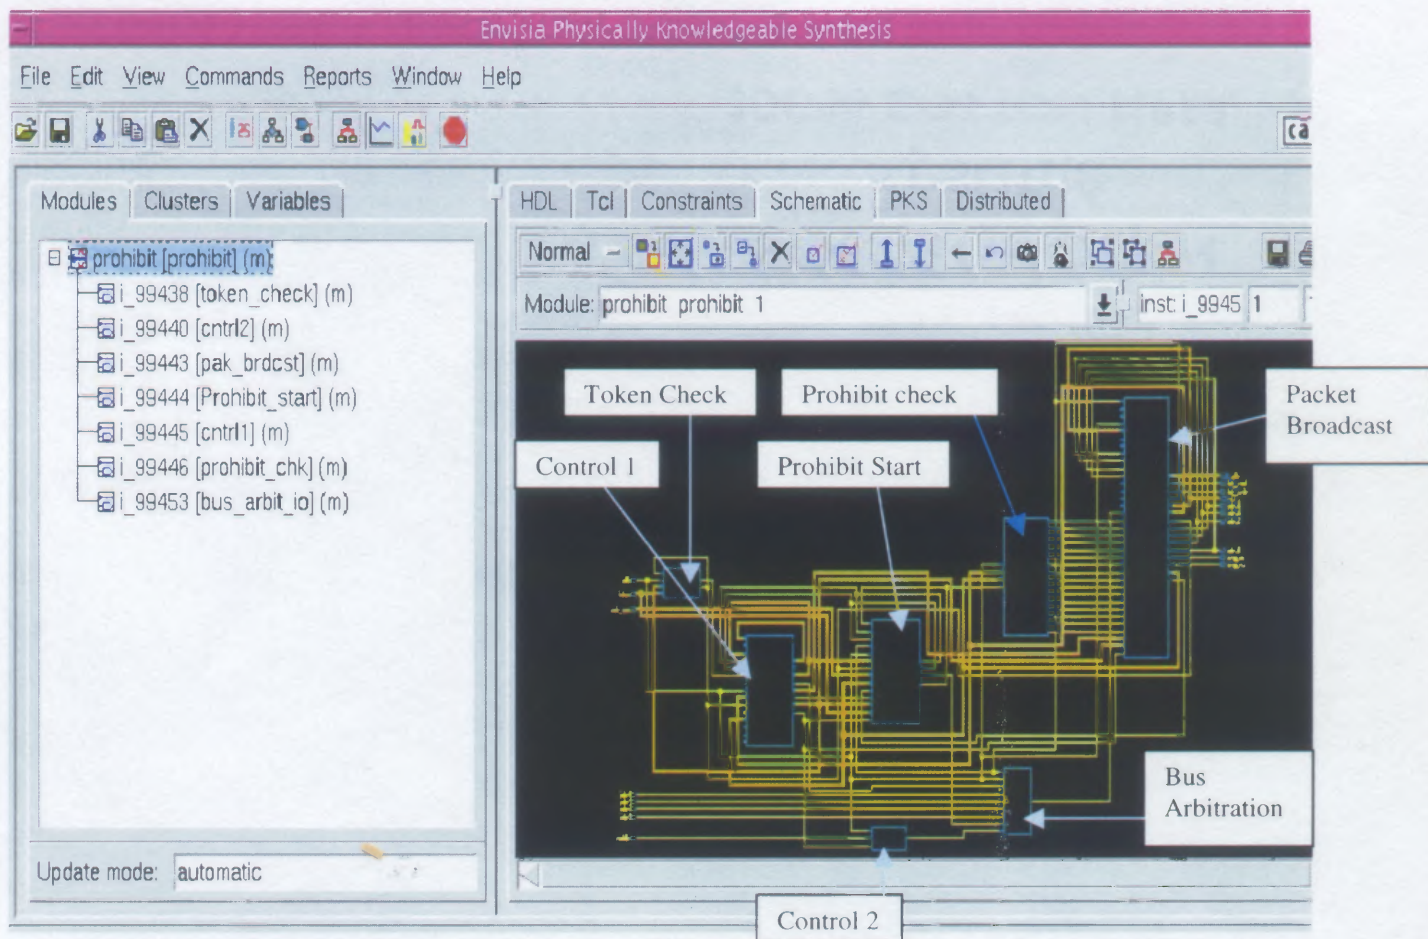 Envisia Physically Knowledgeable Synthesis
File Edit View Commands Reports Window Help
Modules Clusters Variables
prohibit [prohibit] (m)
i_99438 [token_check] (m)
i_99440 [cntrl2] (m)
i_99443 [pak_brdcst] (m)
i_99444 [Prohibit_start] (m)
i_99445 [cntrl1] (m)
i_99446 [prohibit_chk] (m)
i_99453 [bus_arbit_io] (m)
Update mode: automatic
HDL Tcl Constraints Schematic PKS Distributed
Normal
Module: prohibit prohibit 1
inst: i_9945 1
Token Check
Prohibit check
Packet
Broadcast
Control 1
Prohibit Start
Bus
Arbitration
Control 2